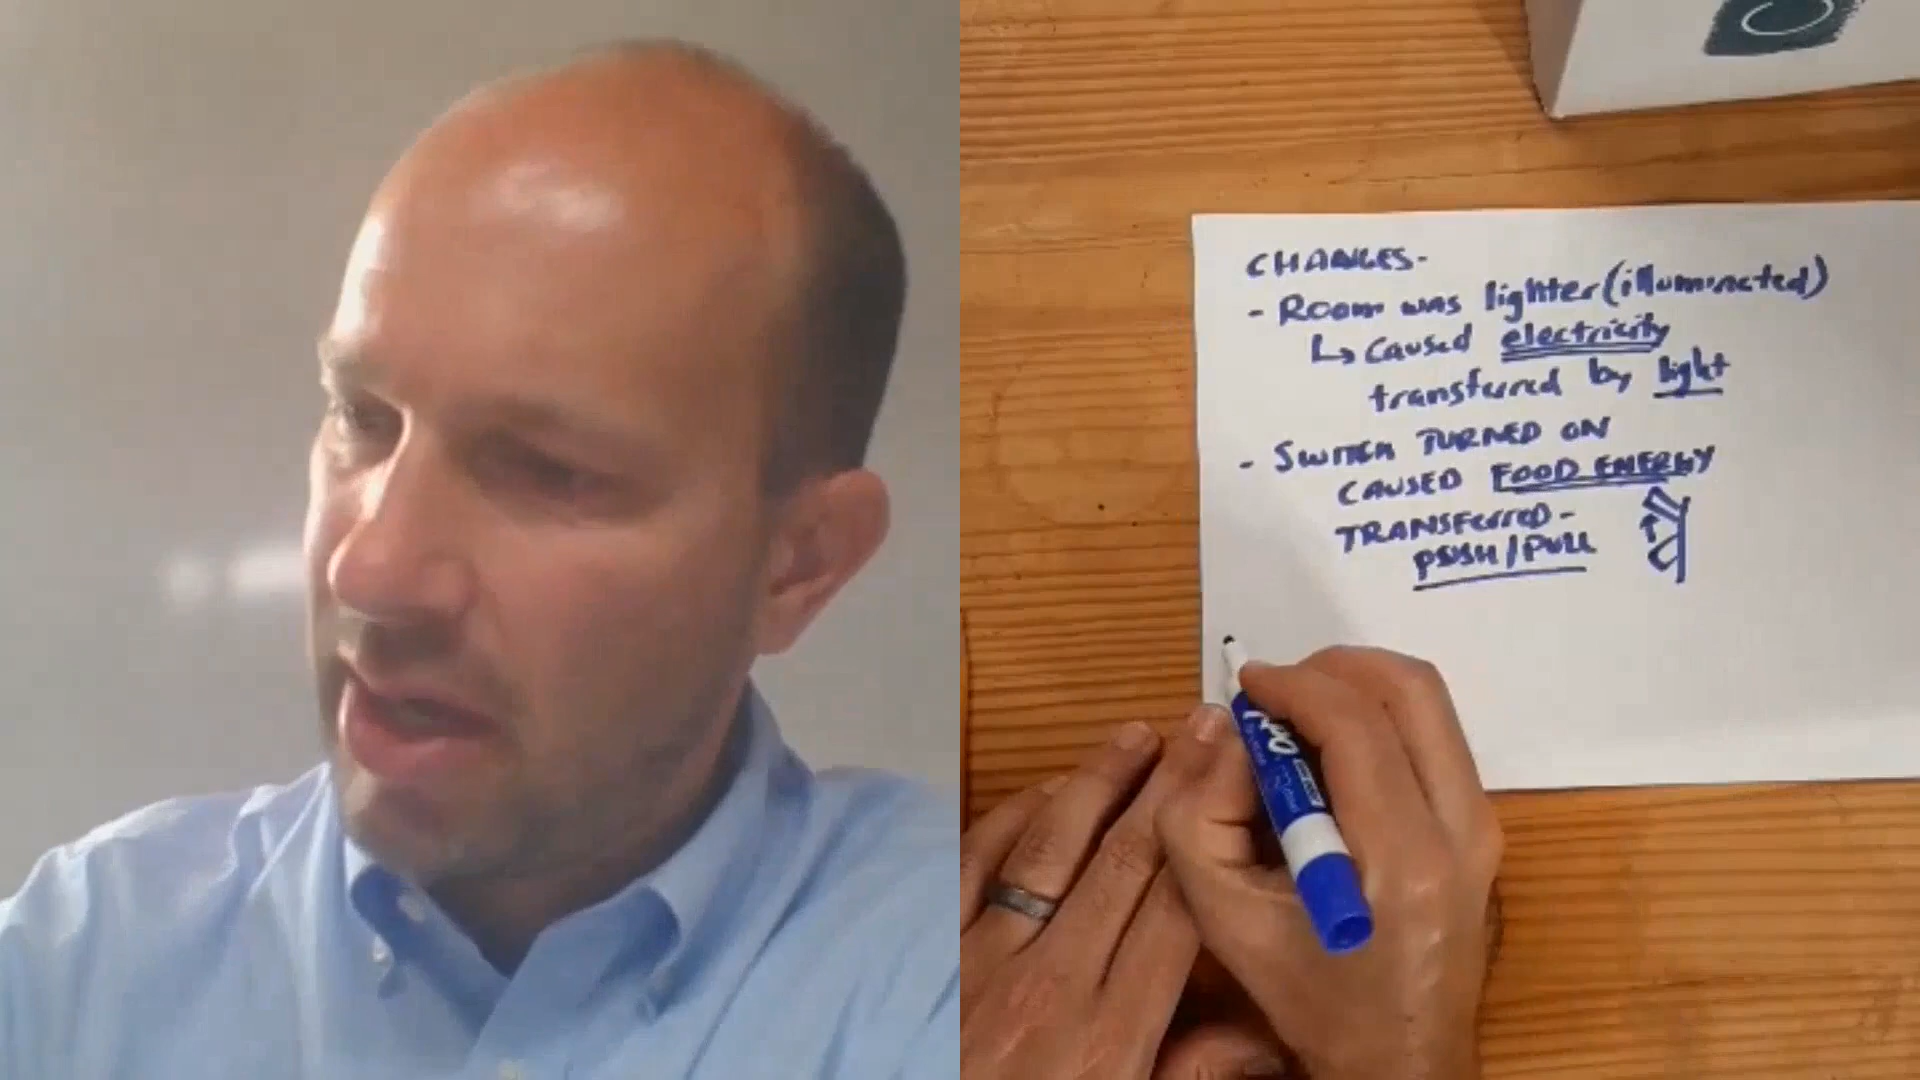 CHANGES-
- Room was lighter (illuminated)
↳ caused electricity
transferred by light
- SWITCH TURNED ON
CAUSED FOOD ENERGY
TRANSFERRED-
PUSH/PULL
Expo